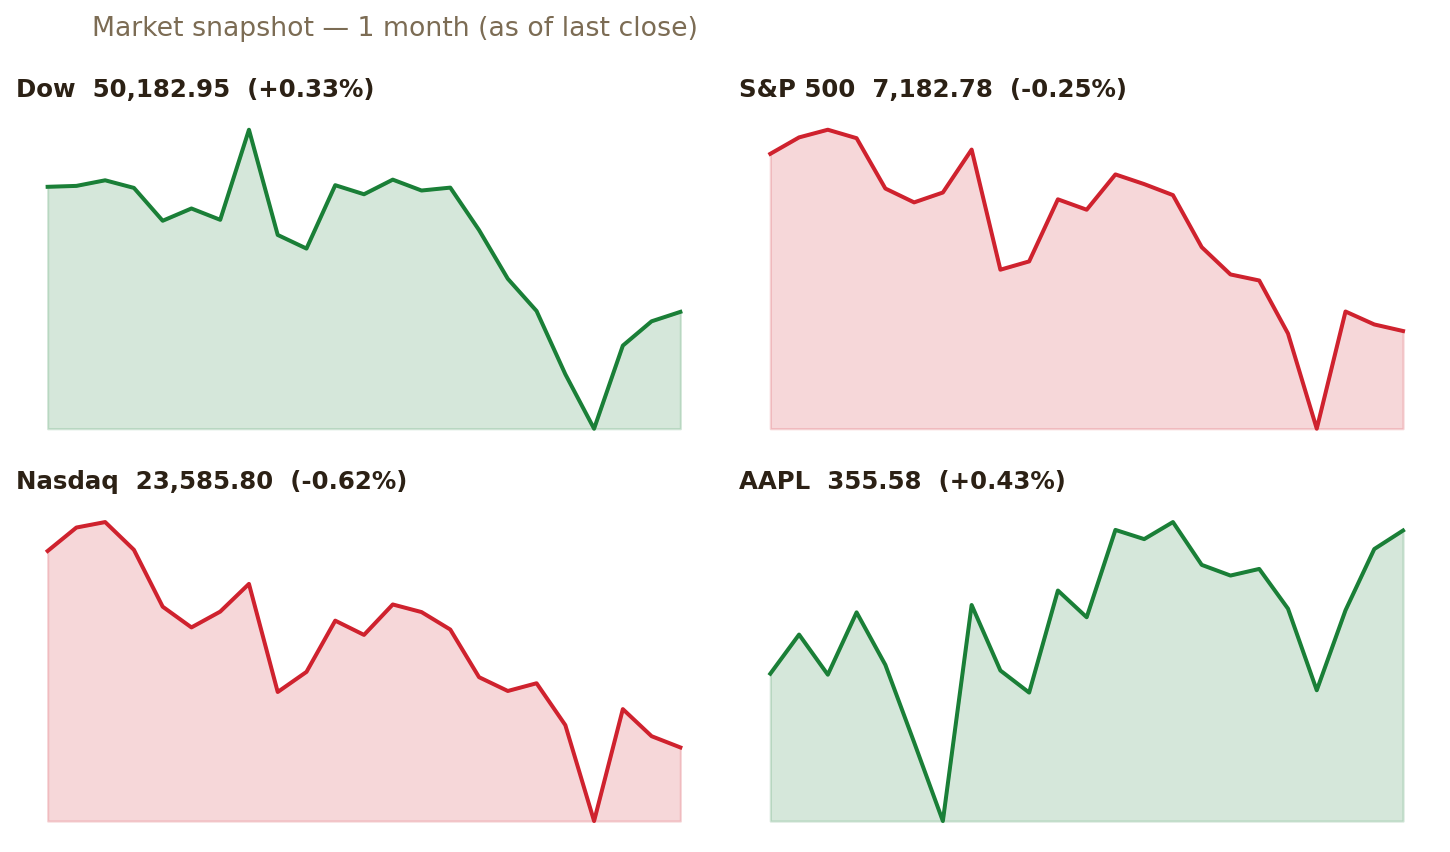 Market snapshot — 1 month (as of last close)
Dow  50,182.95  (+0.33%)
S&P 500  7,182.78  (-0.25%)
Nasdaq  23,585.80  (-0.62%)
AAPL  355.58  (+0.43%)